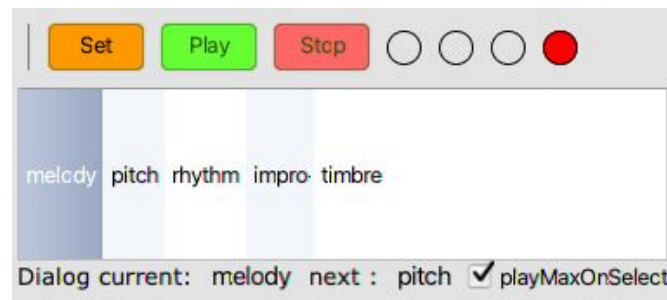 Set Play Stop
melody pitch rhythm impro- timbre
Dialog current: melody next : pitch playMaxOnSelect